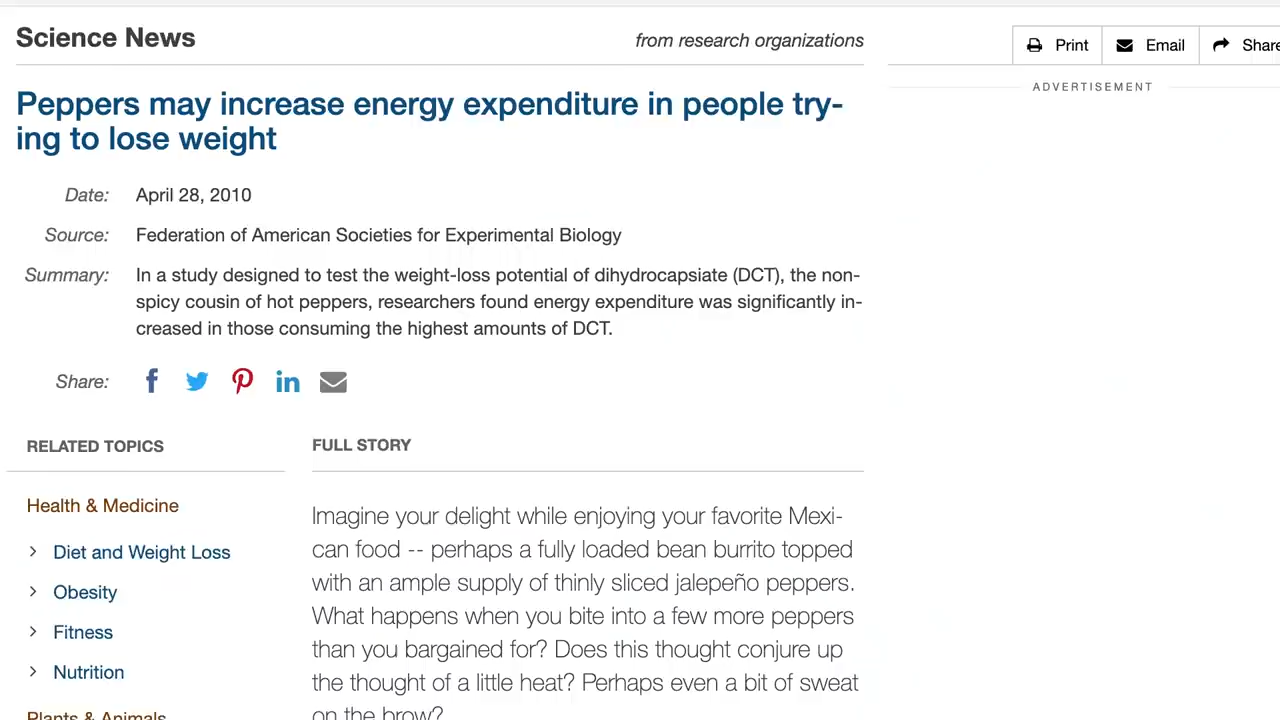 Science News
from research organizations
Print
Email
Share
ADVERTISEMENT
Peppers may increase energy expenditure in people try-
ing to lose weight
Date: April 28, 2010
Source: Federation of American Societies for Experimental Biology
Summary: In a study designed to test the weight-loss potential of dihydrocapsiate (DCT), the non-
spicy cousin of hot peppers, researchers found energy expenditure was significantly in-
creased in those consuming the highest amounts of DCT.
Share:
RELATED TOPICS
Health & Medicine
Diet and Weight Loss
Obesity
Fitness
Nutrition
Plants & Animals
FULL STORY
Imagine your delight while enjoying your favorite Mexi-
can food -- perhaps a fully loaded bean burrito topped
with an ample supply of thinly sliced jalepeño peppers.
What happens when you bite into a few more peppers
than you bargained for? Does this thought conjure up
the thought of a little heat? Perhaps even a bit of sweat
on the brow?